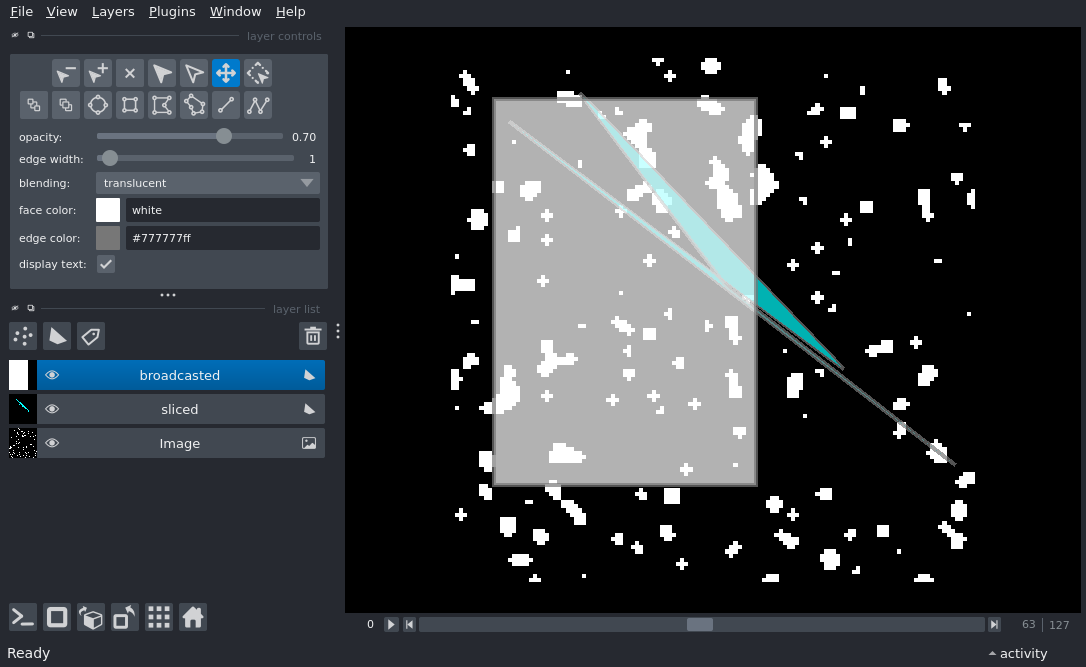 File View Layers Plugins Window Help
layer controls
opacity: 0.70
edge width: 1
blending: translucent
face color: white
edge color: #777777ff
display text:
layer list
broadcasted
sliced
Image
0 63 127
Ready activity